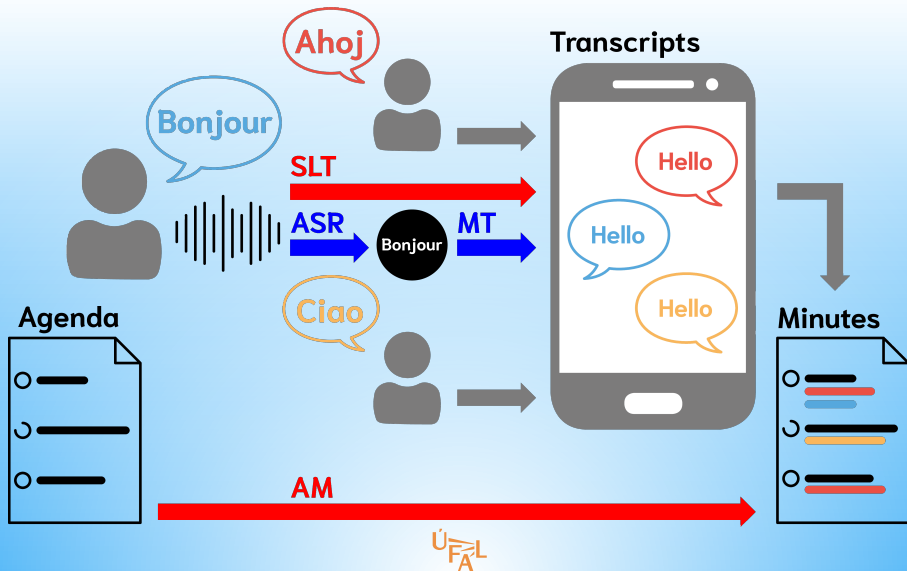 Ahoj
Transcripts
Bonjour
SLT
Hello
ASR
Bonjour
MT
Hello
Ciao
Hello
Agenda
Minutes
AM
ÚFAL